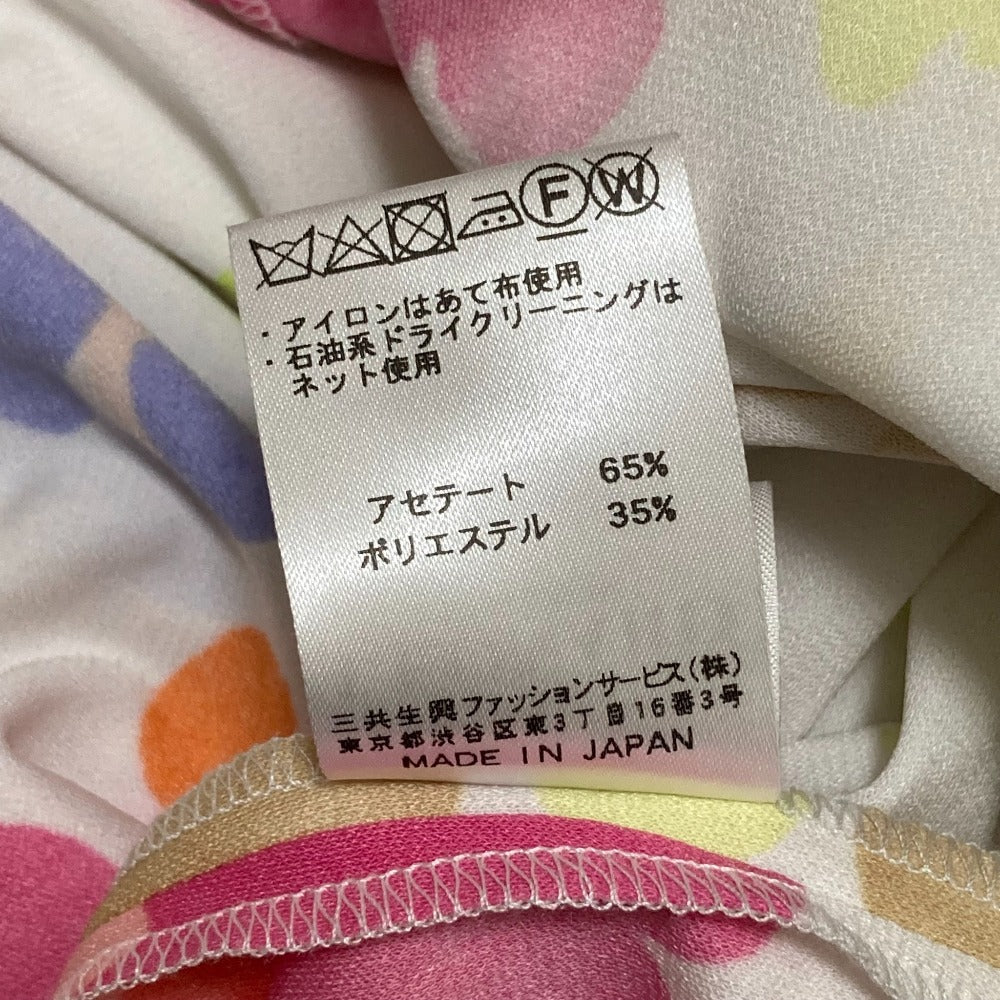 F W
・アイロンはあて布使用
・石油系ドライクリーニングは
ネット使用
アセテート 65%
ポリエステル 35%
三共生興ファッションサービス(株)
東京都渋谷区東3丁目16番3号
MADE IN JAPAN